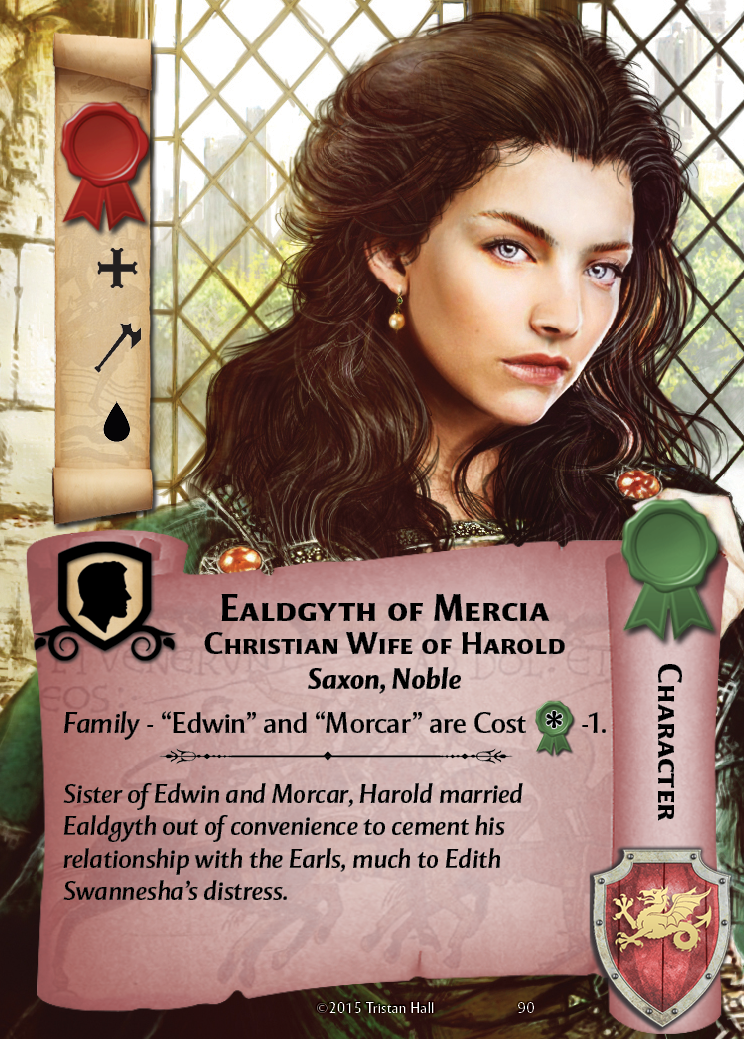 Ealdgyth of Mercia
Christian Wife of Harold
Saxon, Noble
Family - “Edwin” and “Morcar” are Cost * -1.
Sister of Edwin and Morcar, Harold married
Ealdgyth out of convenience to cement his
relationship with the Earls, much to Edith
Swannesha’s distress.
Character
©2015 Tristan Hall
90